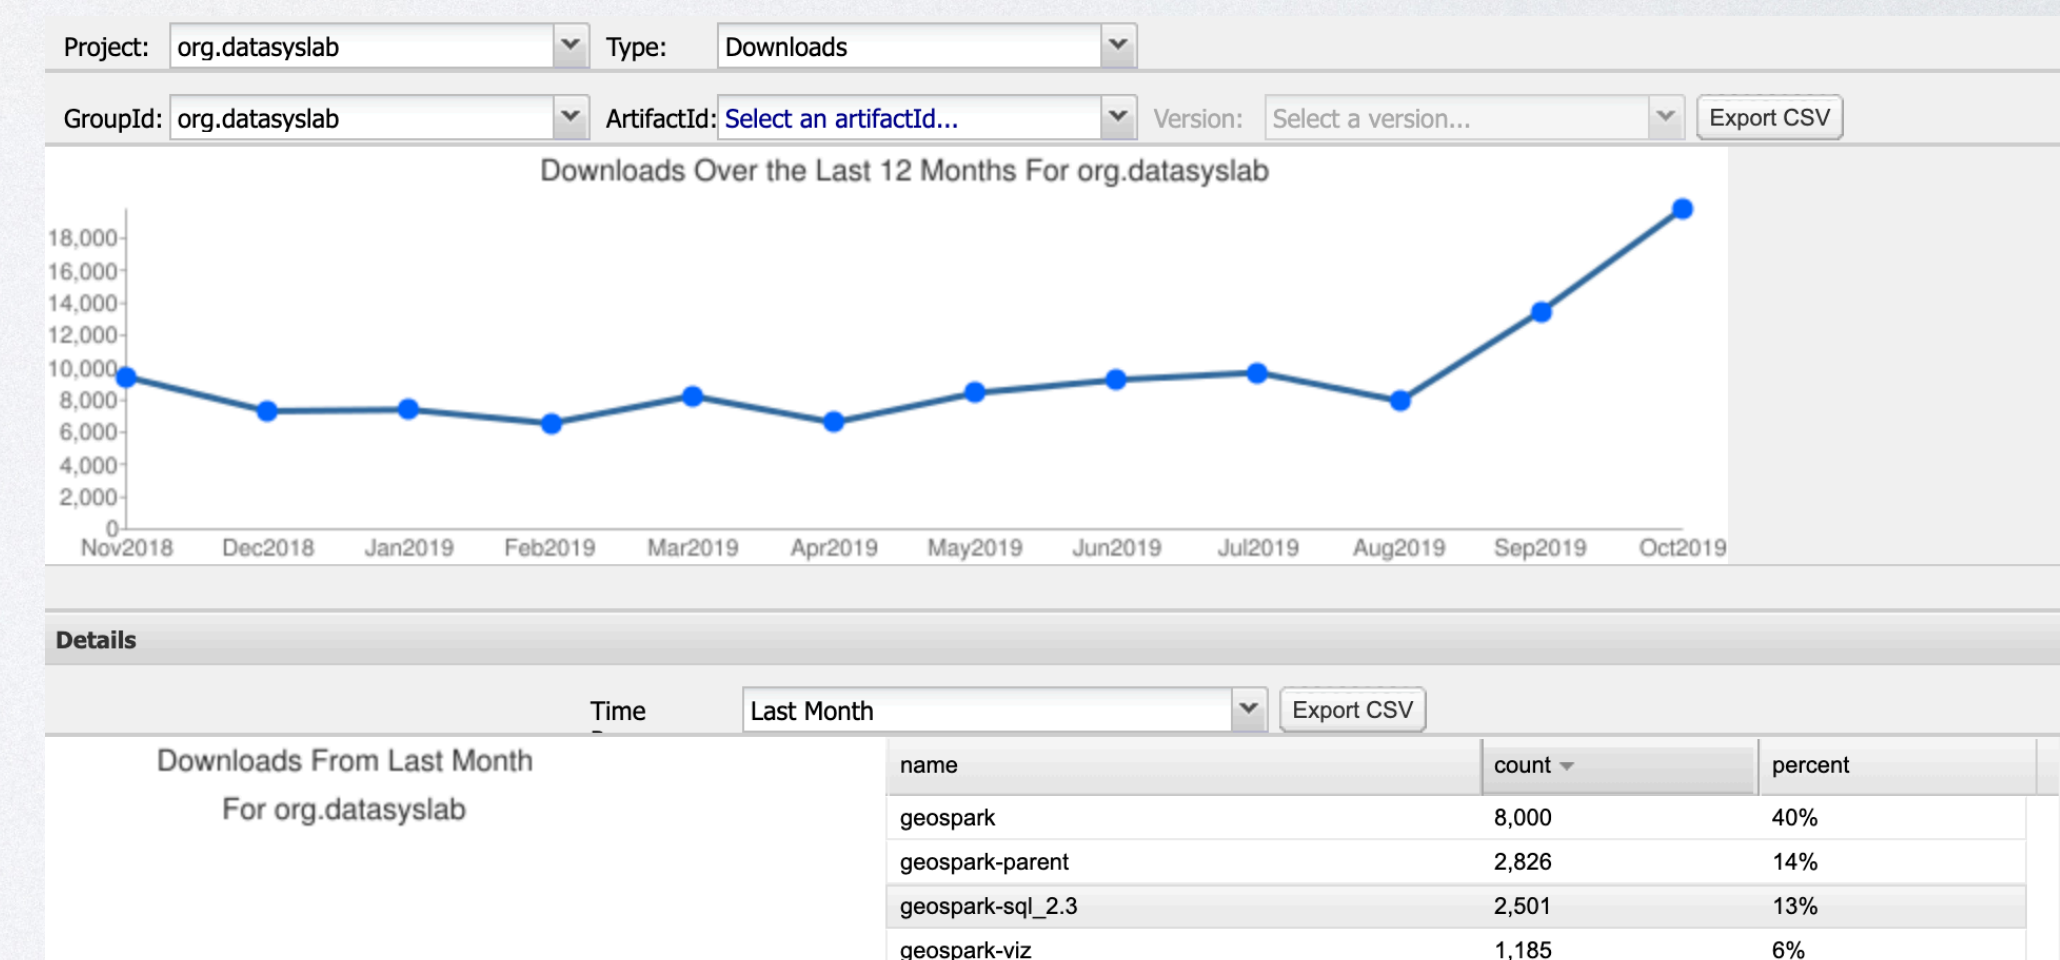 Project: org.datasyslab Type: Downloads
GroupId: org.datasyslab ArtifactId: Select an artifactId... Version: Select a version... Export CSV
Downloads Over the Last 12 Months For org.datasyslab
18,000
16,000
14,000
12,000
10,000
8,000
6,000
4,000
2,000
0
Nov2018 Dec2018 Jan2019 Feb2019 Mar2019 Apr2019 May2019 Jun2019 Jul2019 Aug2019 Sep2019 Oct2019
Details
Time Last Month Export CSV
Downloads From Last Month
For org.datasyslab
name count percent
geospark 8,000 40%
geospark-parent 2,826 14%
geospark-sql_2.3 2,501 13%
geospark-viz 1,185 6%